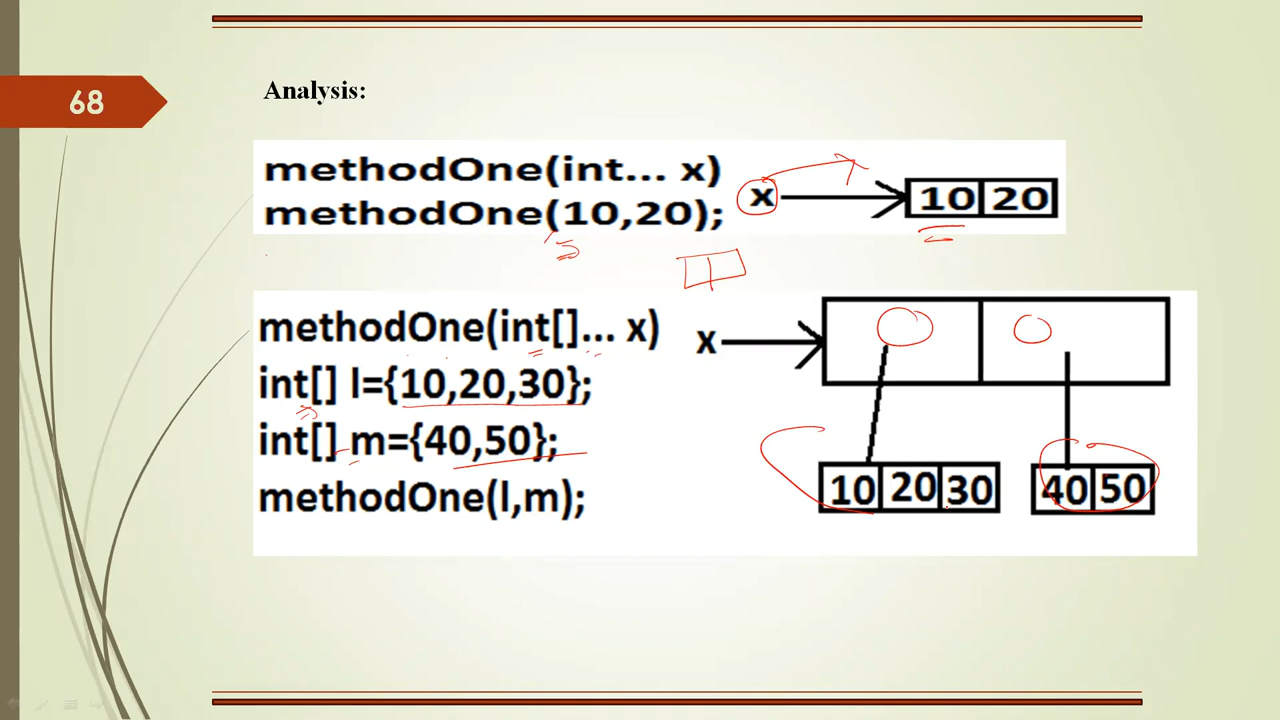 68
Analysis:
methodOne(int... x)
methodOne(10,20);
x
10 20
methodOne(int[]... x)
int[] l={10,20,30};
int[] m={40,50};
methodOne(l,m);
x
10 20 30
40 50